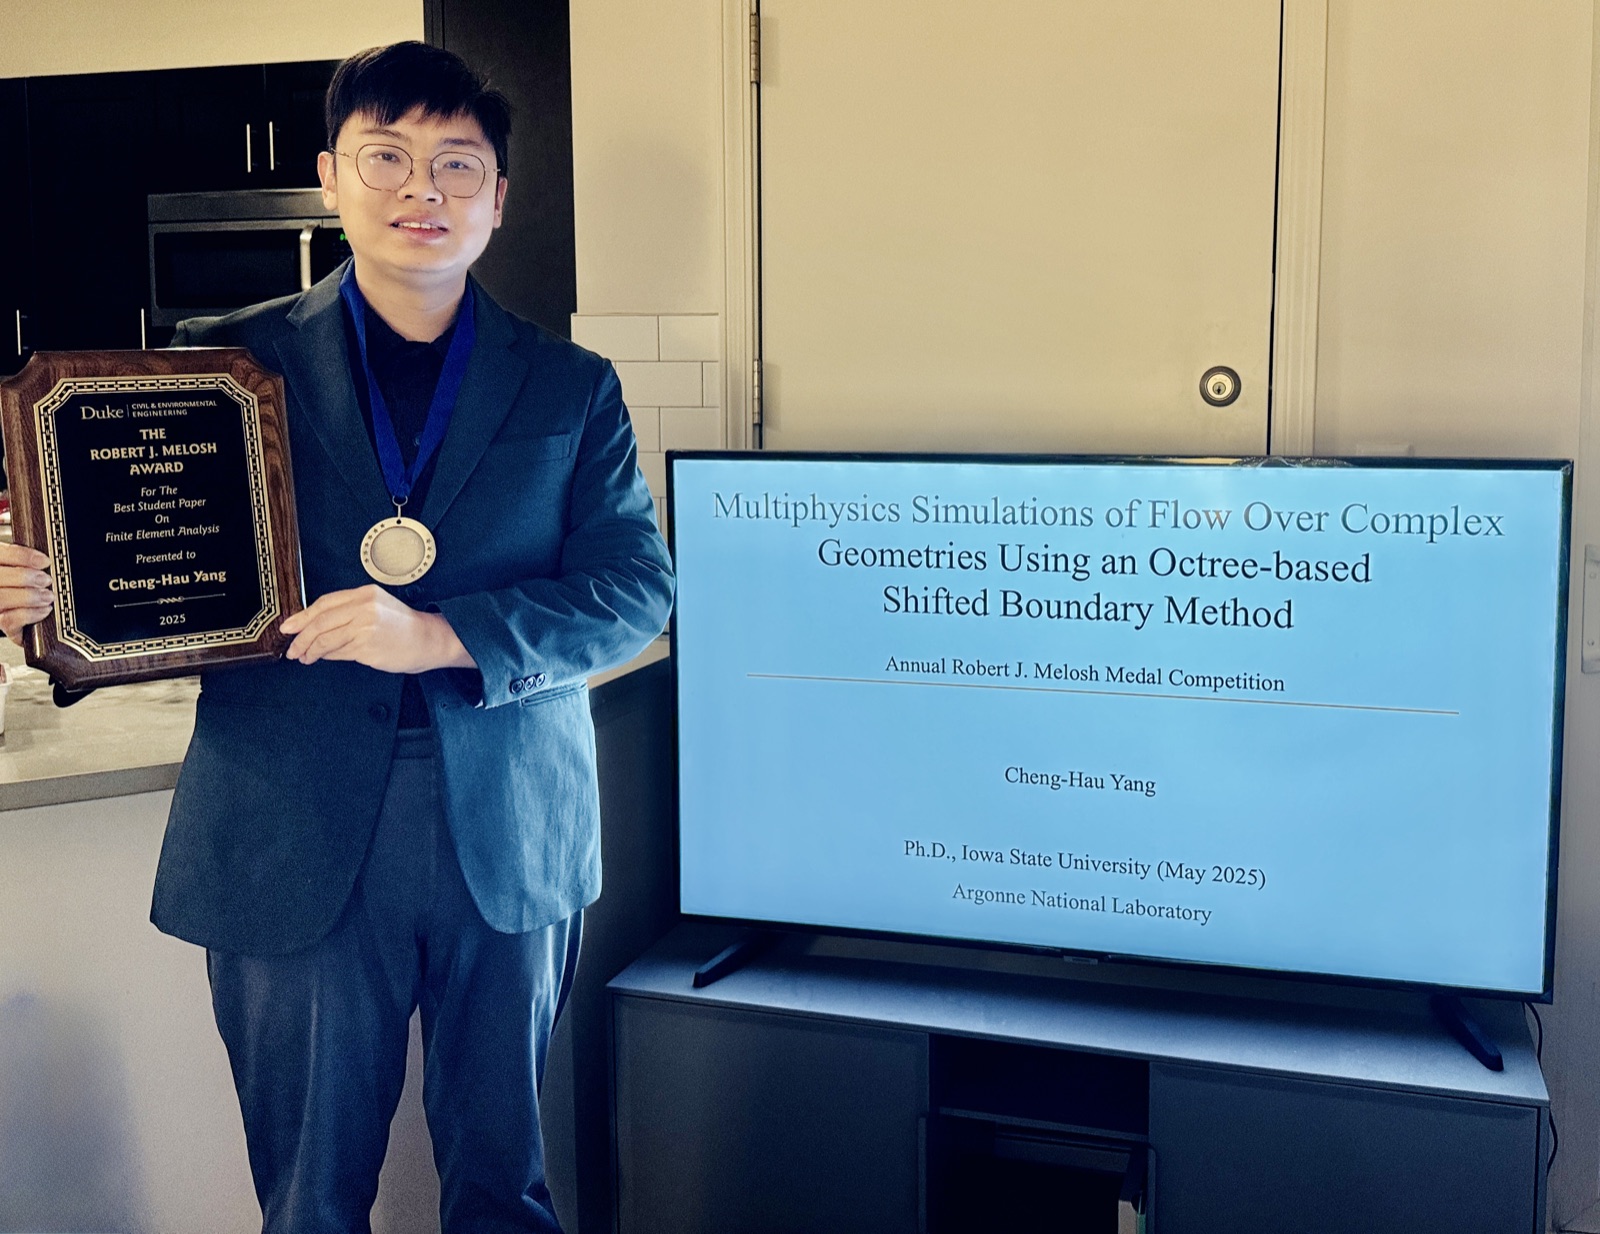 Duke CIVIL & ENVIRONMENTAL
ENGINEERING
THE
ROBERT J. MELOSH
AWARD
For The
Best Student Paper
On
Finite Element Analysis
Presented to
Cheng-Hau Yang
2025
Multiphysics Simulations of Flow Over Complex
Geometries Using an Octree-based
Shifted Boundary Method
Annual Robert J. Melosh Medal Competition
Cheng-Hau Yang
Ph.D., Iowa State University (May 2025)
Argonne National Laboratory